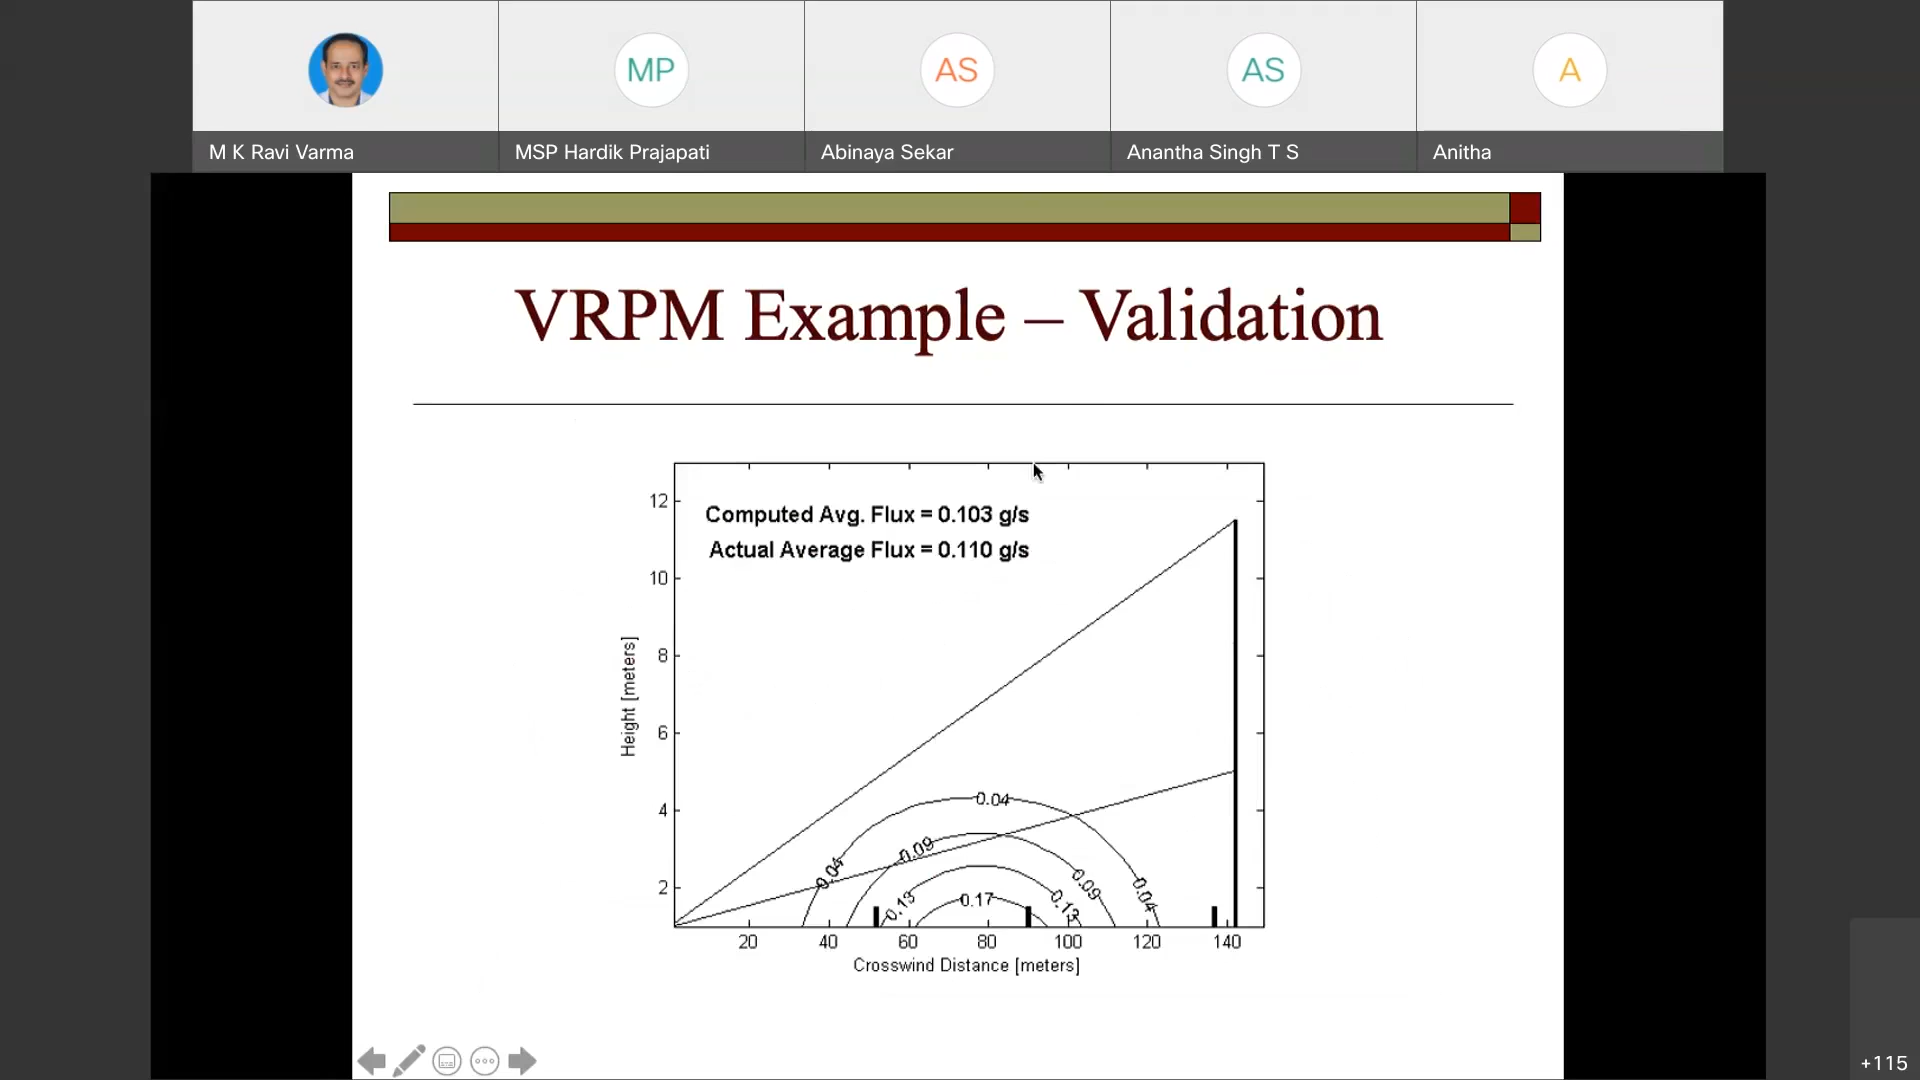 MP
AS
AS
A
M K Ravi Varma
MSP Hardik Prajapati
Abinaya Sekar
Anantha Singh T S
Anitha
VRPM Example – Validation
Computed Avg. Flux = 0.103 g/s
Actual Average Flux = 0.110 g/s
12
10
8
6
4
2
Height [meters]
0.04
0.09
0.04
0.09
0.04
0.13
0.17
0.13
20
40
60
80
100
120
140
Crosswind Distance [meters]
+115